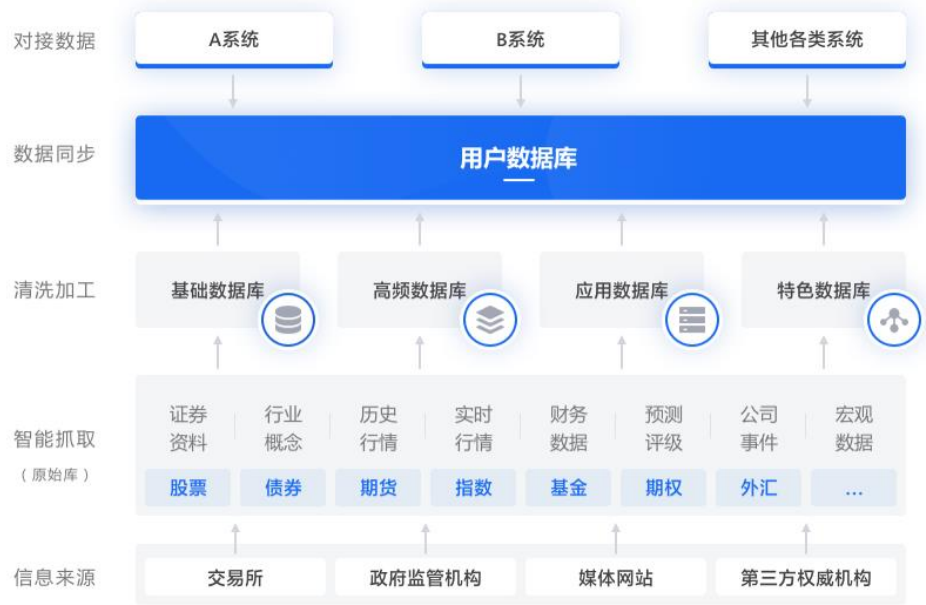 对接数据
A系统
B系统
其他各类系统
数据同步
用户数据库
清洗加工
基础数据库
高频数据库
应用数据库
特色数据库
智能抓取
（原始库）
证券
资料
行业
概念
历史
行情
实时
行情
财务
数据
预测
评级
公司
事件
宏观
数据
股票
债券
期货
指数
基金
期权
外汇
...
信息来源
交易所
政府监管机构
媒体网站
第三方权威机构